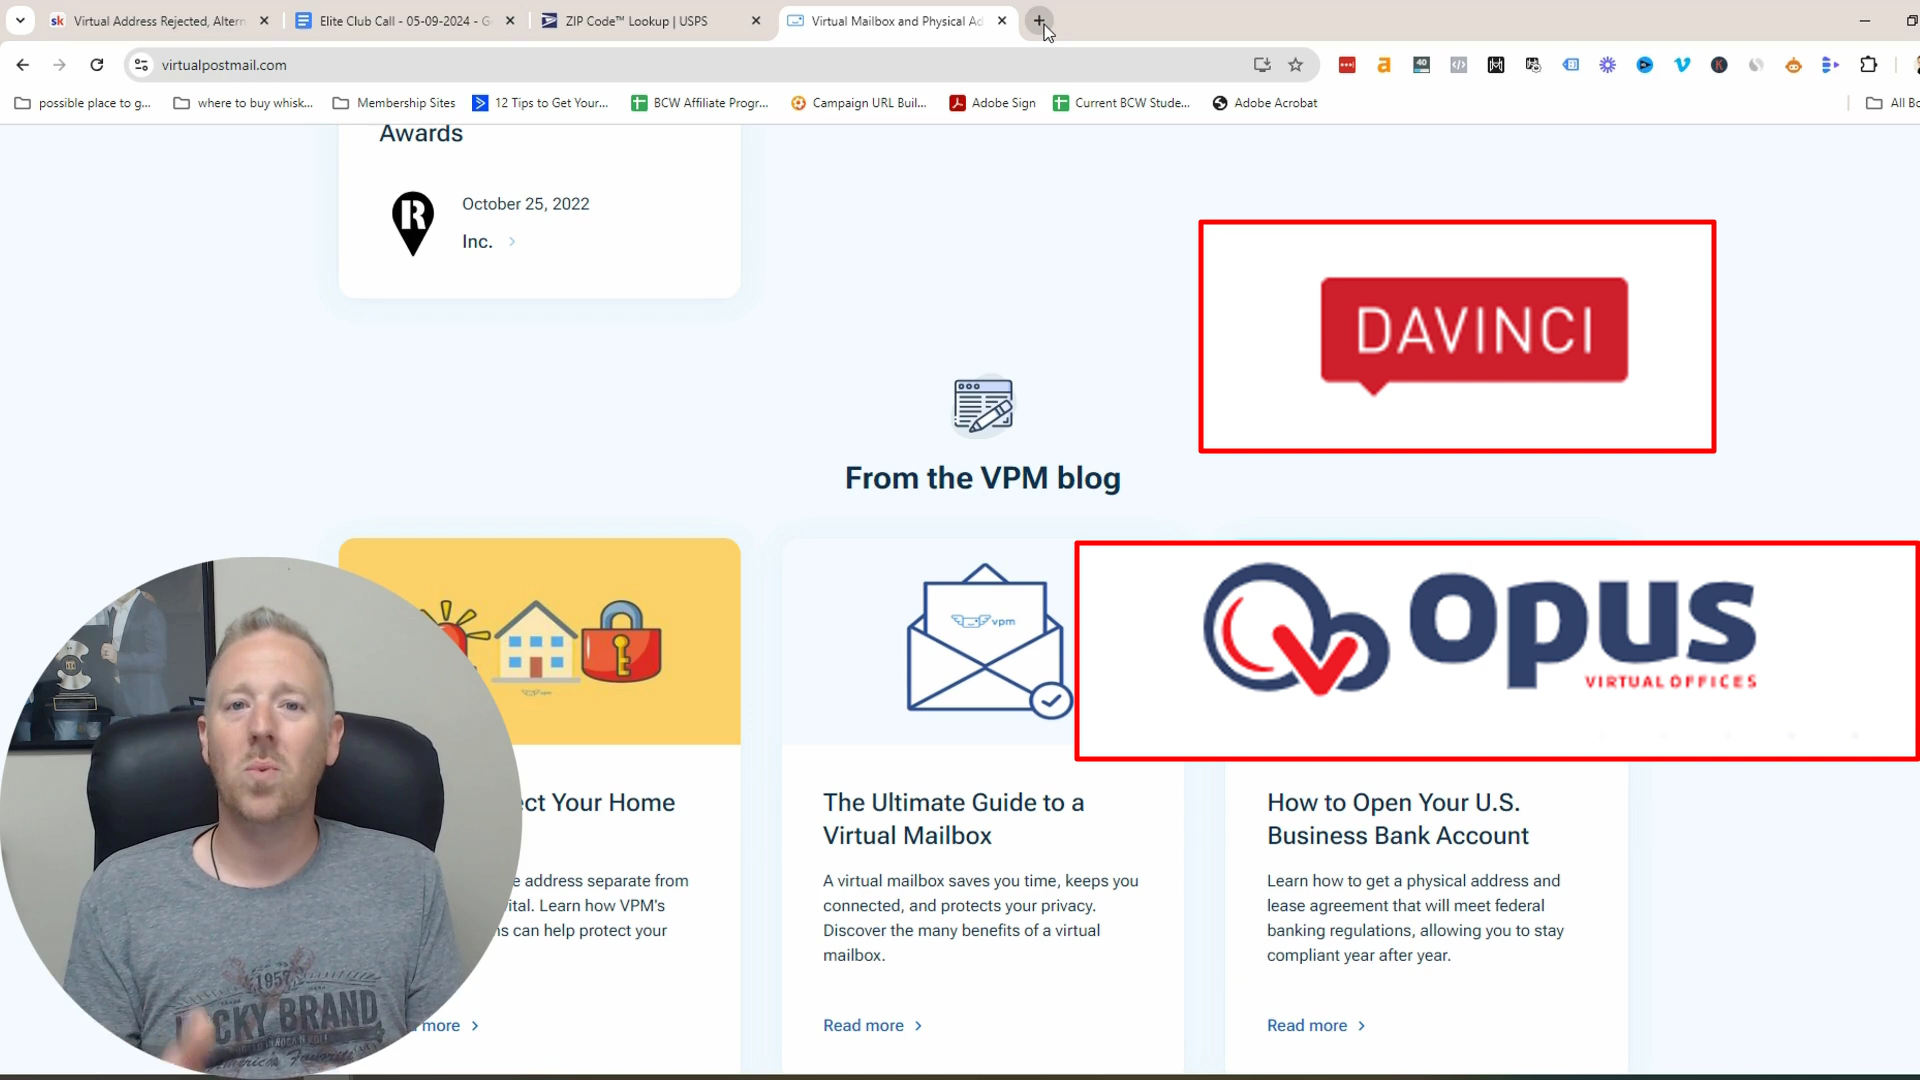 Virtual Address Rejected, Altern
Elite Club Call - 05-09-2024 - G
ZIP Code™ Lookup | USPS
Virtual Mailbox and Physical Ad
virtualpostmail.com
possible place to g...
where to buy whisk...
Membership Sites
12 Tips to Get Your...
BCW Affiliate Progr...
Campaign URL Buil...
Adobe Sign
Current BCW Stude...
Adobe Acrobat
All Bo
Awards
October 25, 2022
Inc.
DAVINCI
From the VPM blog
vpm
opus
VIRTUAL OFFICES
ect Your Home
e address separate from
ital. Learn how VPM's
ns can help protect your
more
The Ultimate Guide to a
Virtual Mailbox
A virtual mailbox saves you time, keeps you
connected, and protects your privacy.
Discover the many benefits of a virtual
mailbox.
Read more
How to Open Your U.S.
Business Bank Account
Learn how to get a physical address and
lease agreement that will meet federal
banking regulations, allowing you to stay
compliant year after year.
Read more
1957
LUCKY BRAND
America's Favorite